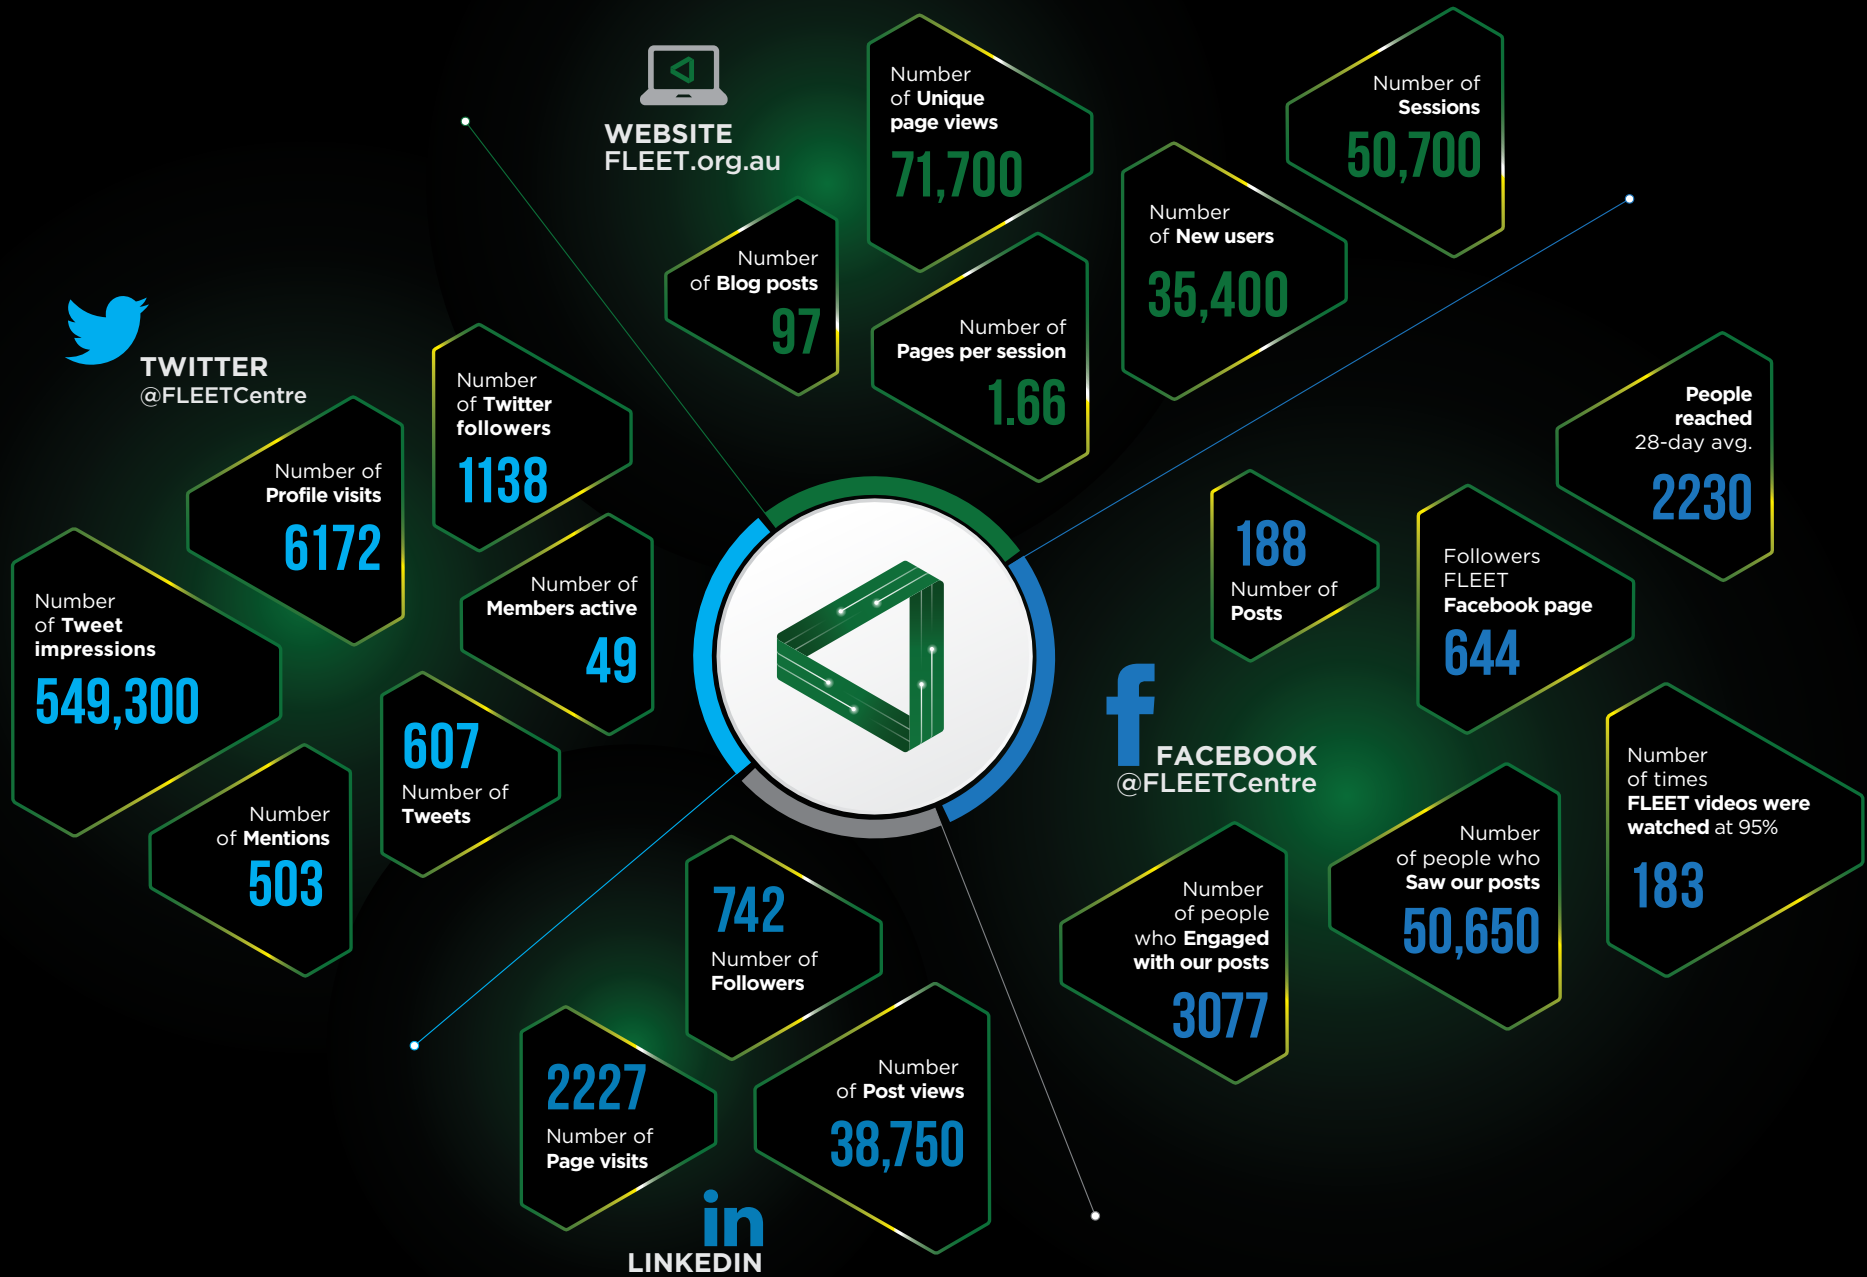 WEBSITE
FLEET.org.au
Number
of Unique
page views
71,700
Number of
Sessions
50,700
Number
of New users
35,400
Number
of Blog posts
97
Number of
Pages per session
1.66
TWITTER
@FLEETCentre
Number
of Twitter
followers
1138
Number of
Profile visits
6172
Number of
Members active
49
Number
of Tweet
impressions
549,300
607
Number of
Tweets
Number
of Mentions
503
People
reached
28-day avg.
2230
188
Number of
Posts
Followers
FLEET
Facebook page
644
f
FACEBOOK
@FLEETCentre
Number
of times
FLEET videos were
watched at 95%
183
Number
of people who
Saw our posts
50,650
Number
of people
who Engaged
with our posts
3077
742
Number of
Followers
2227
Number of
Page visits
Number
of Post views
38,750
in
LINKEDIN